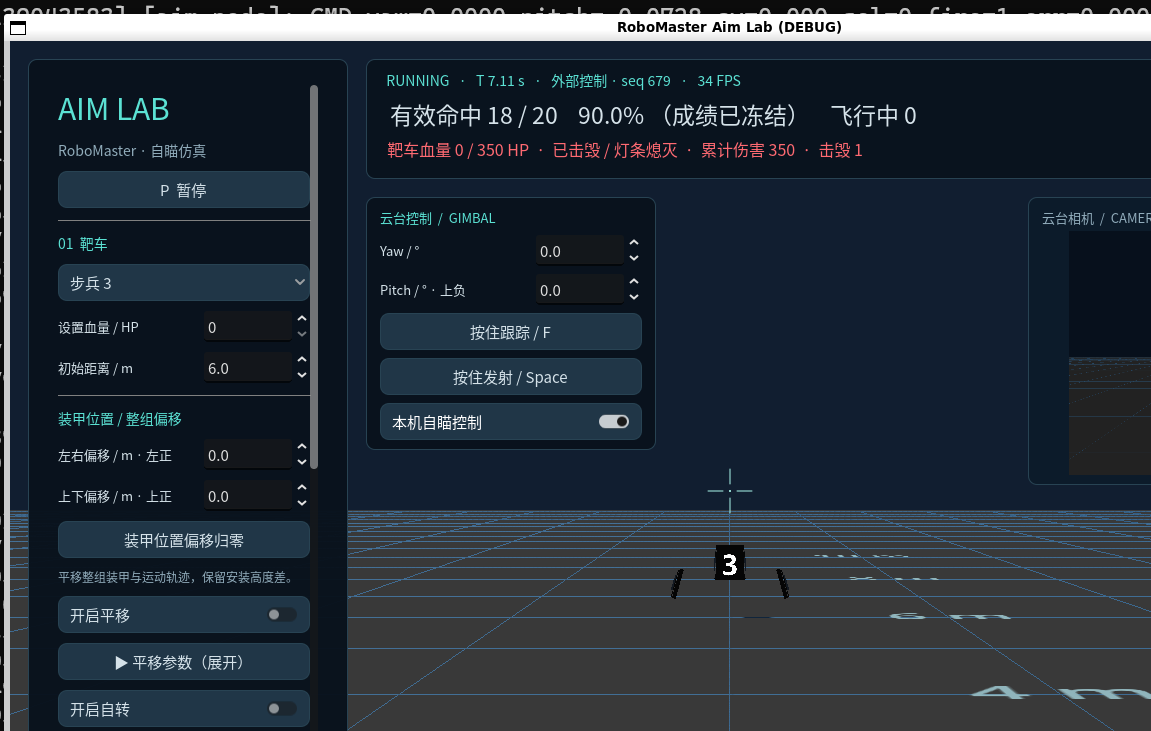 RoboMaster Aim Lab (DEBUG)
AIM LAB
RoboMaster · 自瞄仿真
P 暂停
01 靶车
步兵 3
设置血量 / HP 0
初始距离 / m 6.0
装甲位置 / 整组偏移
左右偏移 / m · 左正 0.0
上下偏移 / m · 上正 0.0
装甲位置偏移归零
平移整组装甲与运动轨迹，保留安装高度差。
开启平移
▶ 平移参数（展开）
开启自转
RUNNING · T 7.11 s · 外部控制 · seq 679 · 34 FPS
有效命中 18 / 20 90.0% （成绩已冻结） 飞行中 0
靶车血量 0 / 350 HP · 已击毁 / 灯条熄灭 · 累计伤害 350 · 击毁 1
云台控制 / GIMBAL
Yaw / ° 0.0
Pitch / ° · 上负 0.0
按住跟踪 / F
按住发射 / Space
本机自瞄控制
云台相机 / CAMER
3
6 m
4 m